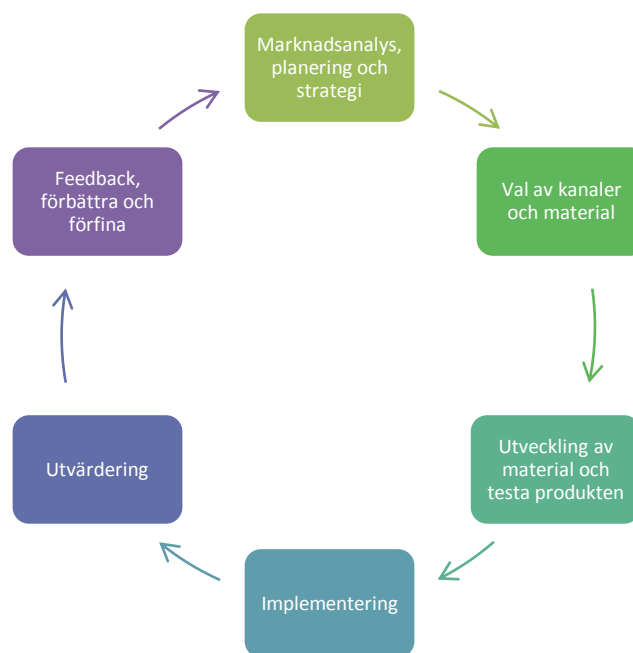 Marknadsanalys,
planering och
strategi
Val av kanaler
och material
Utveckling av
material och
testa produkten
Implementering
Utvärdering
Feedback,
förbättra och
förfina